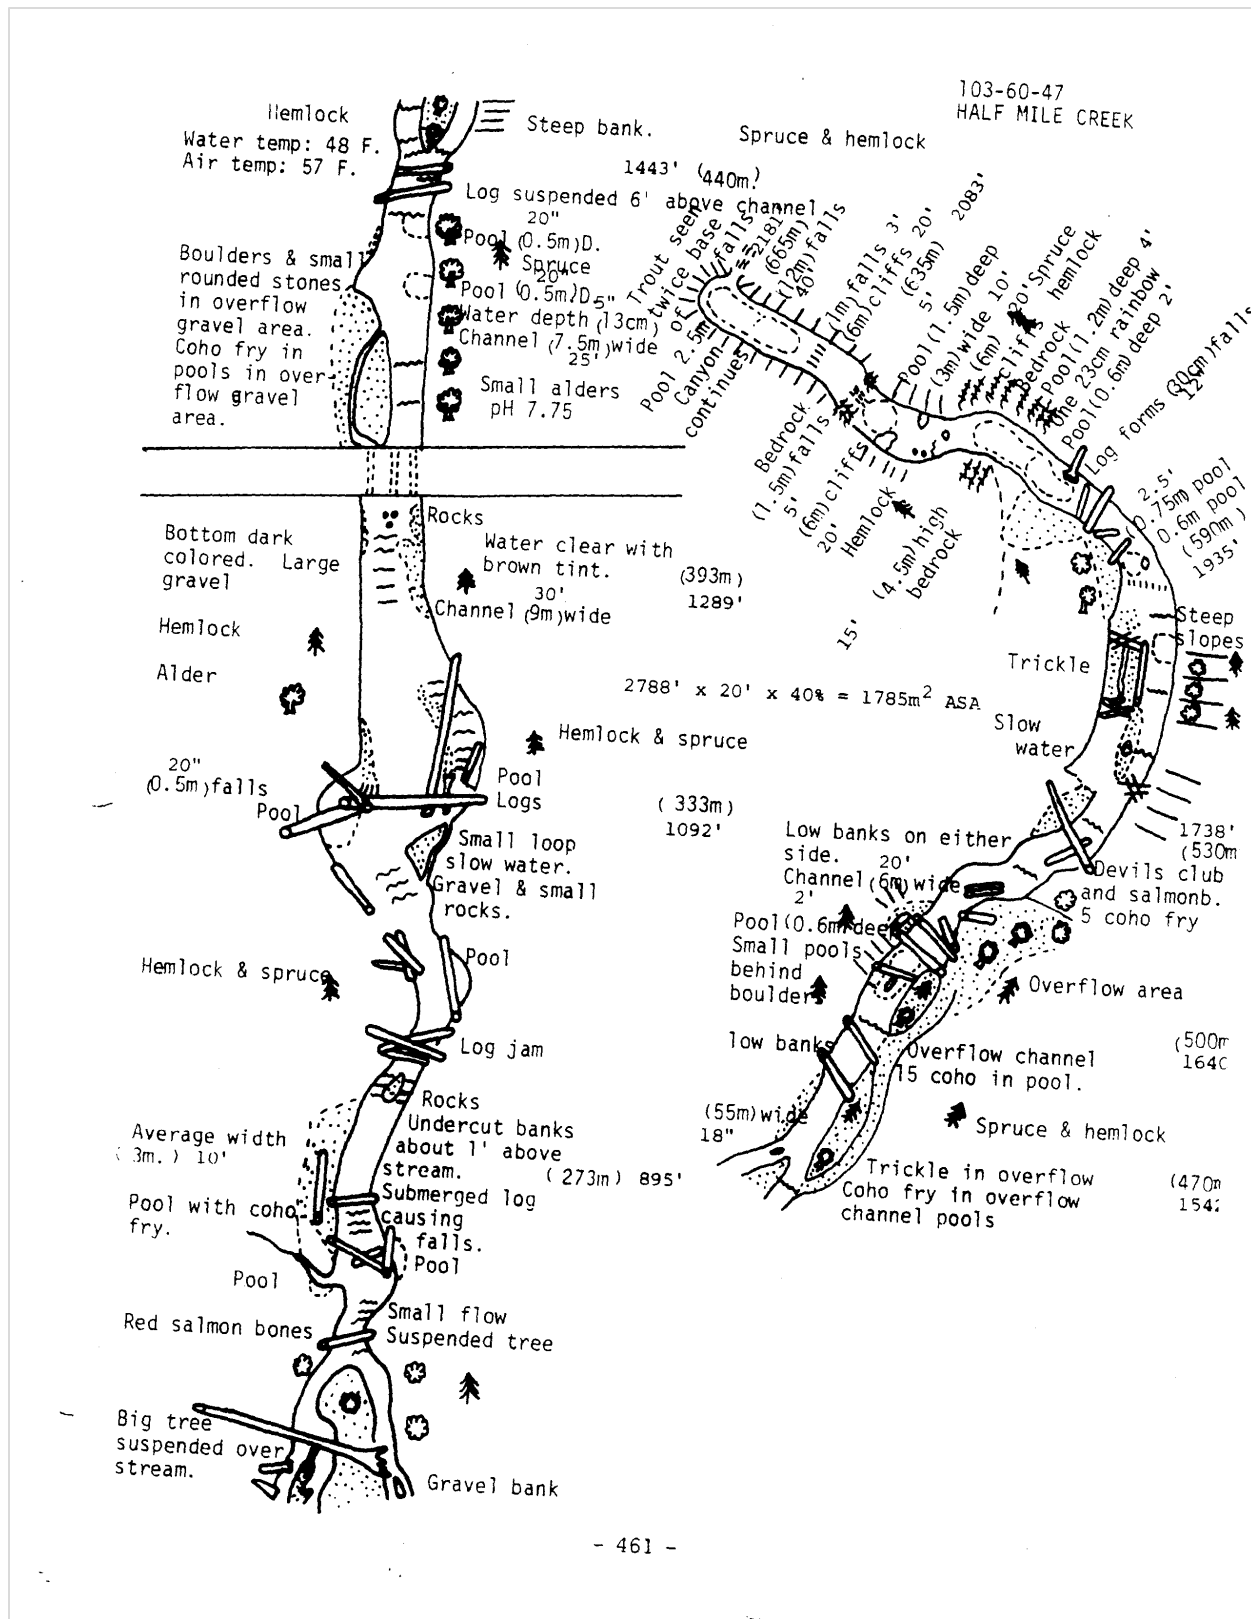 103-60-47
HALF MILE CREEK
Hemlock
Water temp: 48 F.
Air temp: 57 F.
Steep bank.
Spruce & hemlock
1443' (440m.)
Log suspended 6' above channel
20"
Pool (0.5m)D.
Spruce
20"
Pool (0.5m)D.
5"
Water depth (13cm)
Channel (7.5m)wide
25'
Small alders
pH 7.75
Boulders & small
rounded stones
in overflow
gravel area.
Coho fry in
pools in over-
flow gravel
area.
Rocks
Bottom dark
colored. Large
gravel
Water clear with
brown tint.
30'
Channel (9m)wide
(393m)
1289'
Hemlock
Alder
2788' x 20' x 40% = 1785m² ASA
Hemlock & spruce
20"
(0.5m)falls
Pool
Pool
Logs
(333m)
1092'
Small loop
slow water.
Gravel & small
rocks.
Hemlock & spruce
Pool
Log jam
Rocks
Undercut banks
about 1' above
stream.
(273m) 895'
Average width
(3m.) 10'
Submerged log
causing
falls.
Pool with coho
fry.
Pool
Pool
Small flow
Red salmon bones
Suspended tree
Big tree
suspended over
stream.
Gravel bank
Trout seen
twice base
of falls
2181'
(665m)
(12m)falls
40'
(1m)falls 3'
(6m)cliffs 20'
(635m) 2083'
5'
Pool(1.5m)deep
(3m)wide 10'
(6m) 20' Spruce
cliffs hemlock
Bedrock
Pool(1.2m)deep 4'
One 23cm rainbow
Pool(0.6m)deep 2'
Log forms (30cm)falls
12"
Pool 2.5m
Canyon
continues
Bedrock
(1.5m)falls
5'
(6m)cliffs
20'
Hemlock
(4.5m)high
bedrock
15'
2.5'
(0.75m) pool
0.6m pool
(590m)
1935'
Steep
slopes
Trickle
Slow
water
1738'
(530m
Low banks on either
side.
20'
Channel (6m)wide
2'
Pool(0.6m)deep
Small pools
behind
boulders
Devils club
and salmonb.
5 coho fry
Overflow area
low banks
Overflow channel
15 coho in pool.
(500m
1640
(55m)wide
18"
Spruce & hemlock
Trickle in overflow
Coho fry in overflow
channel pools
(470m
1542
- 461 -